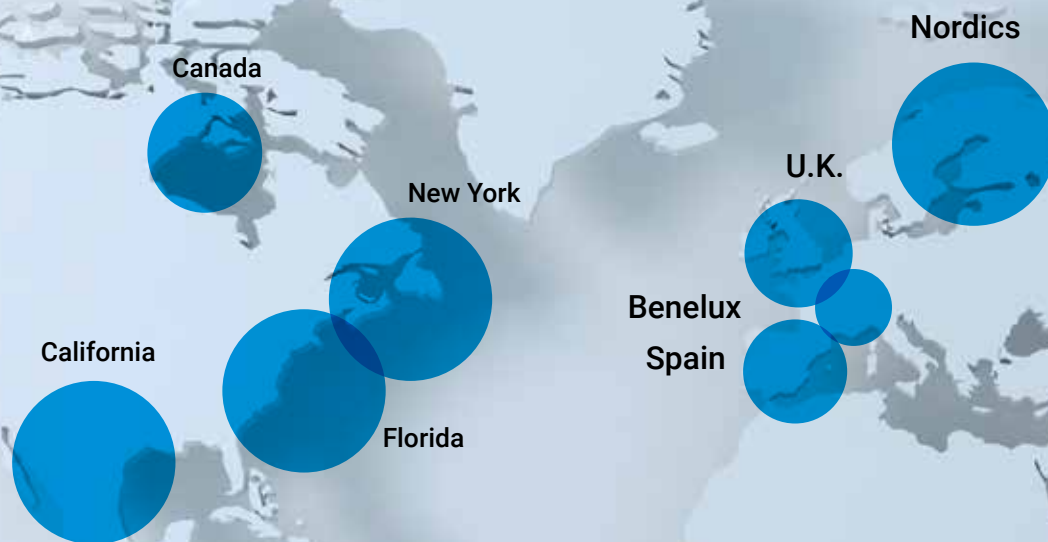 Nordics
Canada
U.K.
New York
Benelux
Spain
California
Florida